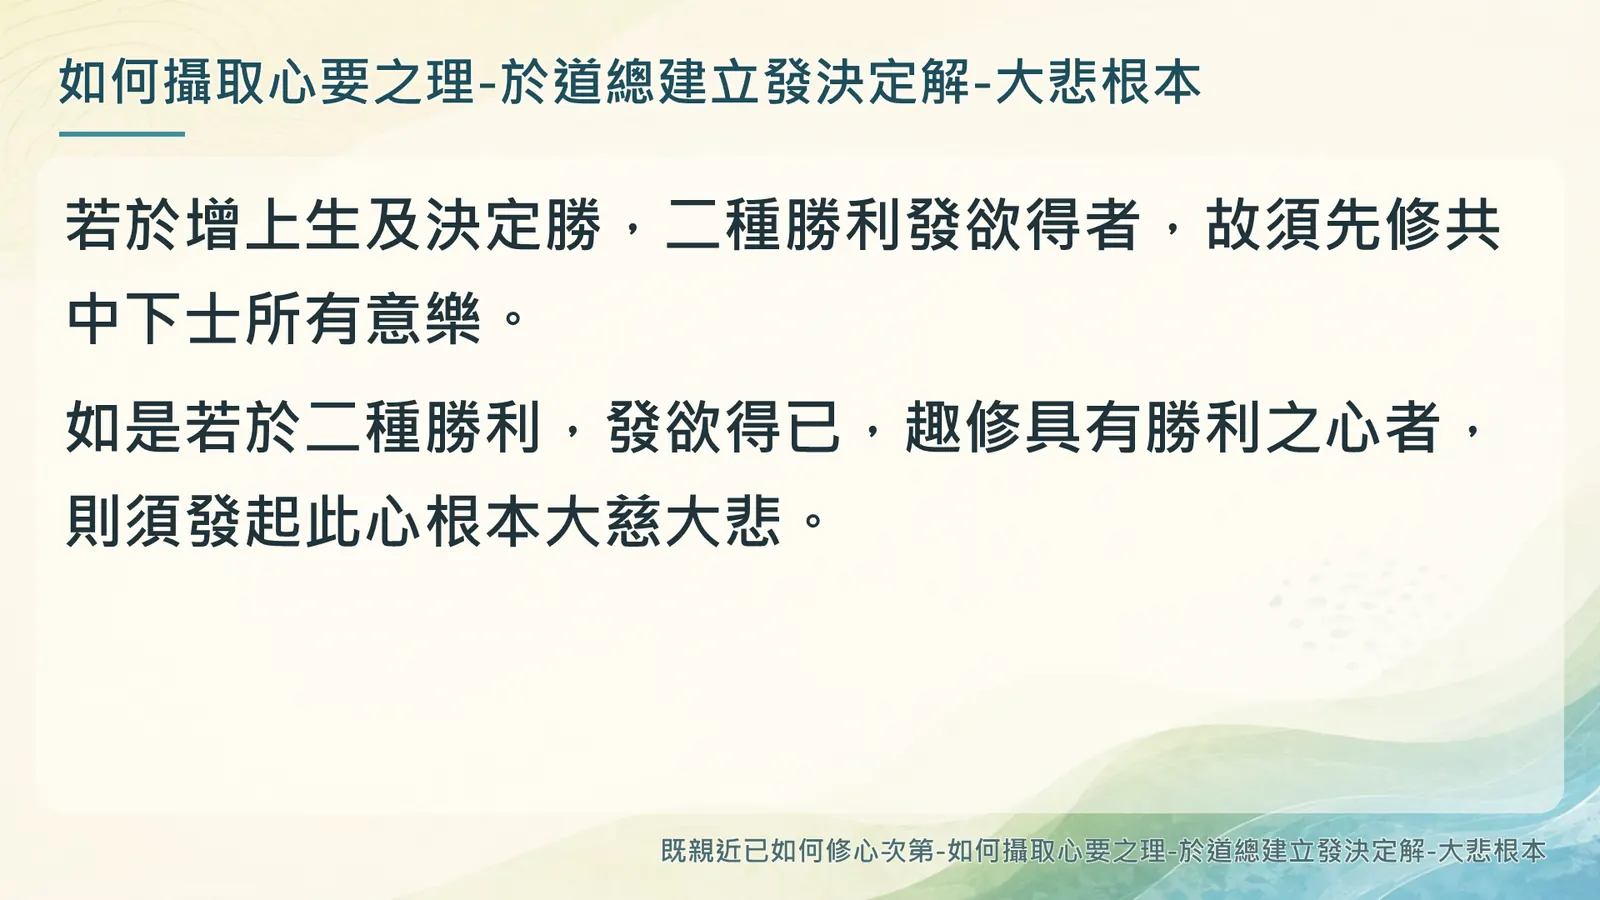 如何攝取心要之理-於道總建立發決定解-大悲根本
若於增上生及決定勝，二種勝利發欲得者，故須先修共
中下士所有意樂。
如是若於二種勝利，發欲得已，趣修具有勝利之心者，
則須發起此心根本大慈大悲。
既親近已如何修心次第-如何攝取心要之理-於道總建立發決定解-大悲根本